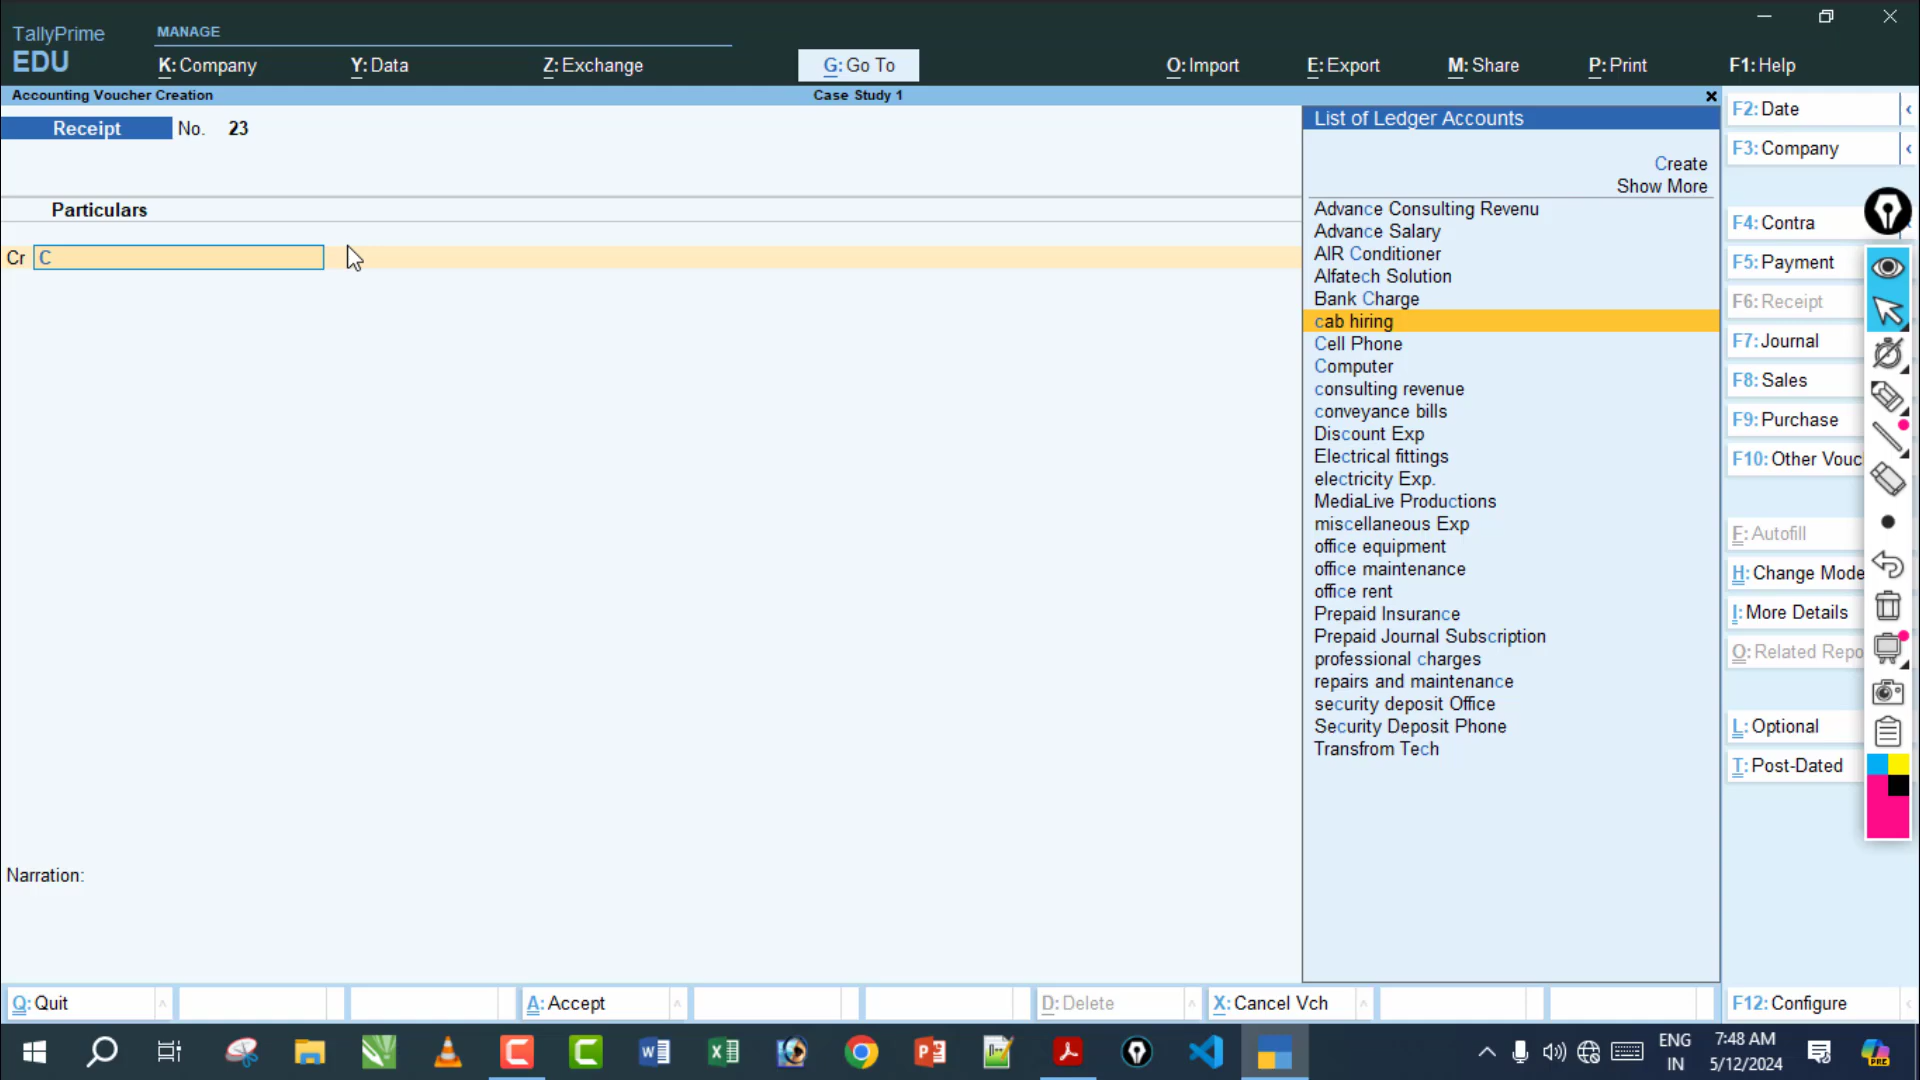 TallyPrime
EDU
MANAGE
K: Company
Y: Data
Z: Exchange
G: Go To
O: Import
E: Export
M: Share
P: Print
F1: Help
Accounting Voucher Creation
Case Study 1
Receipt No. 23
Particulars
Cr C
Narration:
List of Ledger Accounts
Create
Show More
Advance Consulting Revenu
Advance Salary
AIR Conditioner
Alfatech Solution
Bank Charge
cab hiring
Cell Phone
Computer
consulting revenue
conveyance bills
Discount Exp
Electrical fittings
electricity Exp.
MediaLive Productions
miscellaneous Exp
office equipment
office maintenance
office rent
Prepaid Insurance
Prepaid Journal Subscription
professional charges
repairs and maintenance
security deposit Office
Security Deposit Phone
Transfrom Tech
F2: Date
F3: Company
F4: Contra
F5: Payment
F6: Receipt
F7: Journal
F8: Sales
F9: Purchase
F10: Other Vouc
F: Autofill
H: Change Mode
I: More Details
O: Related Repo
L: Optional
T: Post-Dated
Q: Quit
A: Accept
D: Delete
X: Cancel Vch
F12: Configure
ENG
IN
7:48 AM
5/12/2024